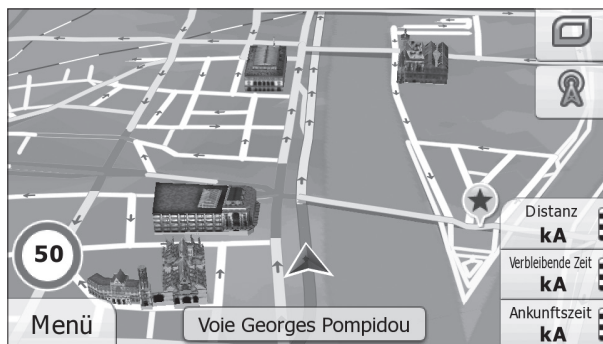 Distanz
kA
50
Verbleibende Zeit
kA
Ankunftszeit
kA
Menü
Voie Georges Pompidou